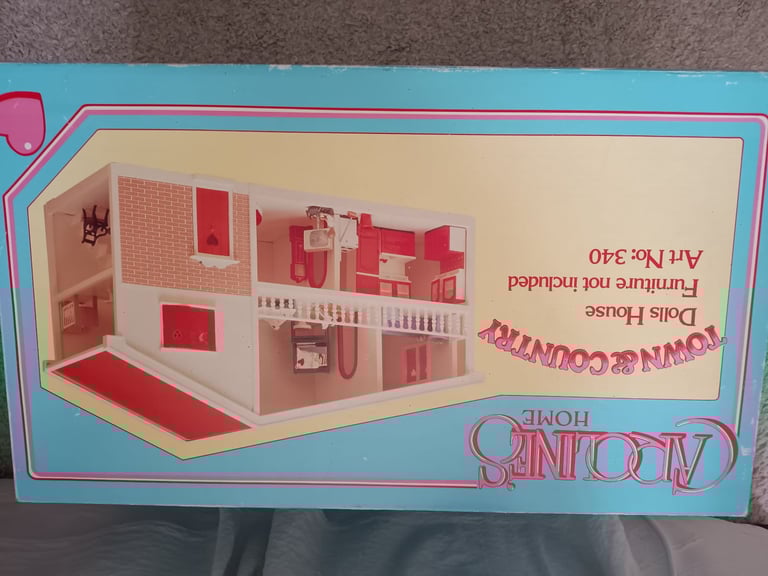 CAROLINE'S
HOME
TOWN & COUNTRY
Dolls House
Furniture not included
Art No: 340